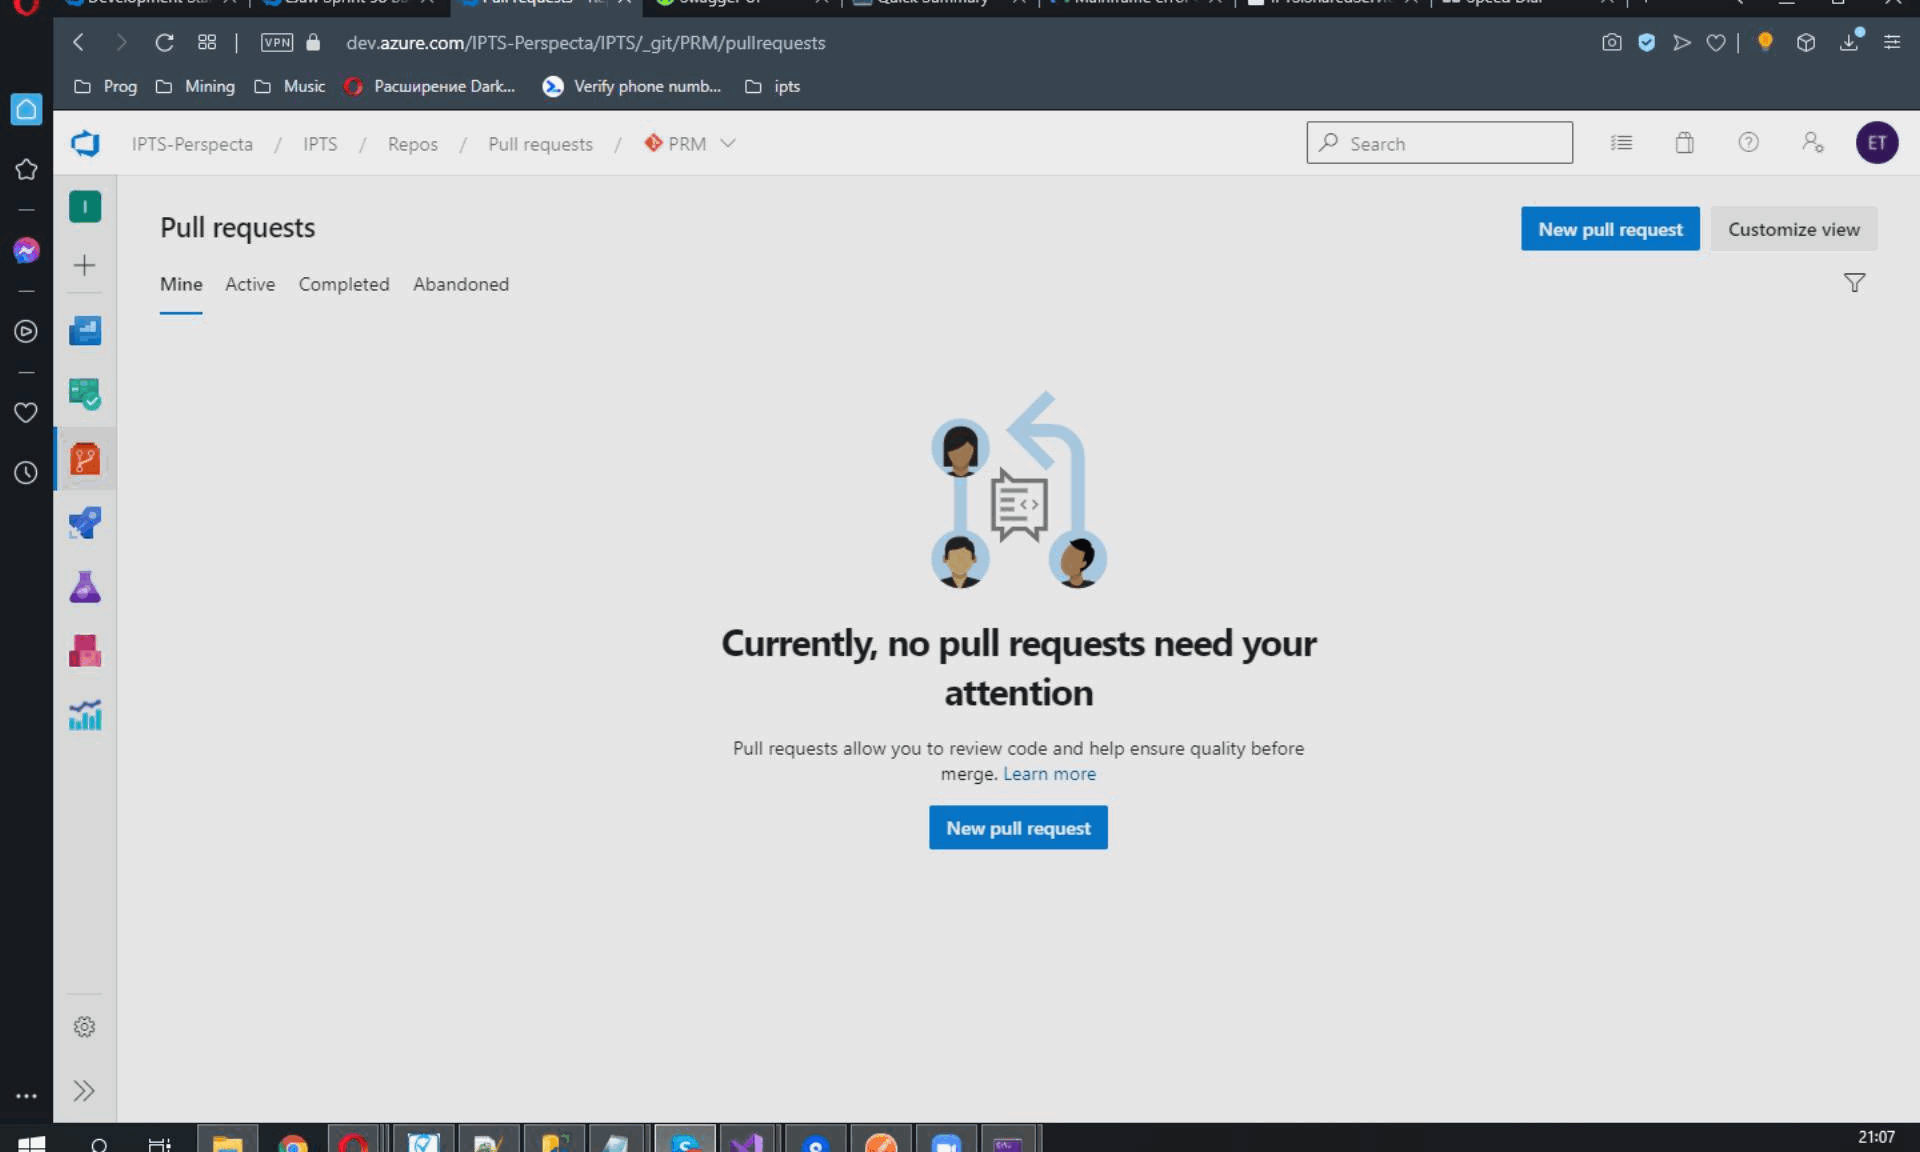 VPN
dev.azure.com/IPTS-Perspecta/IPTS/_git/PRM/pullrequests
Prog
Mining
Music
Расширение Dark...
Verify phone numb...
ipts
IPTS-Perspecta / IPTS / Repos / Pull requests / PRM
Search
ET
I
Pull requests
New pull request
Customize view
Mine
Active
Completed
Abandoned
Currently, no pull requests need your
attention
Pull requests allow you to review code and help ensure quality before
merge. Learn more
New pull request
21:07